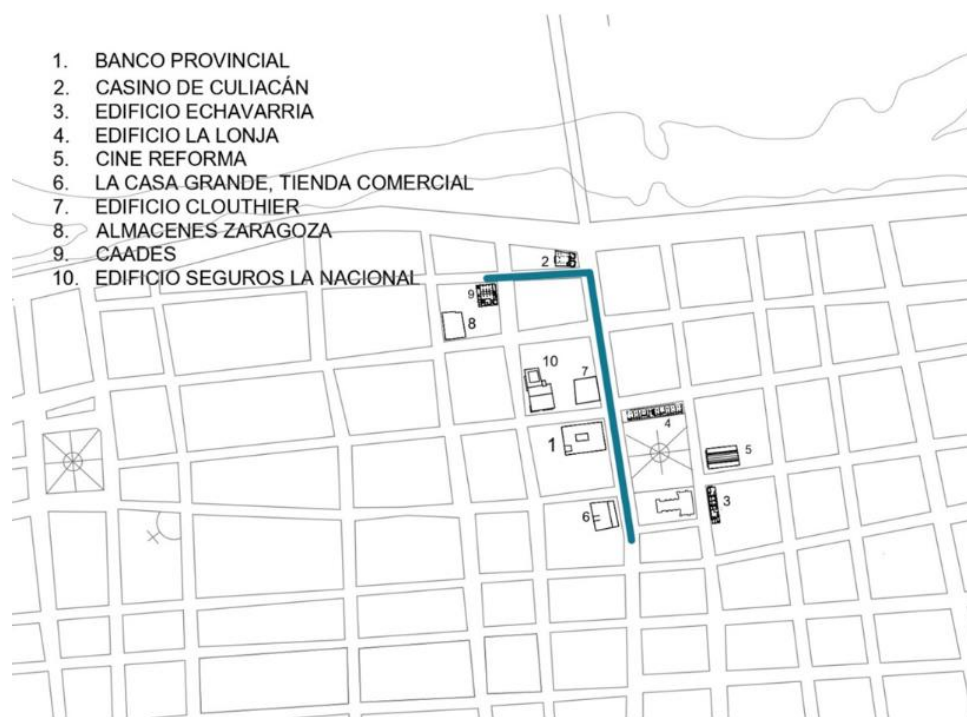 1. BANCO PROVINCIAL
2. CASINO DE CULIACÁN
3. EDIFICIO ECHAVARRIA
4. EDIFICIO LA LONJA
5. CINE REFORMA
6. LA CASA GRANDE, TIENDA COMERCIAL
7. EDIFICIO CLOUTHIER
8. ALMACENES ZARAGOZA
9. CAADES
10. EDIFICIO SEGUROS LA NACIONAL
2
9
8
10
7
4
1
5
6
3